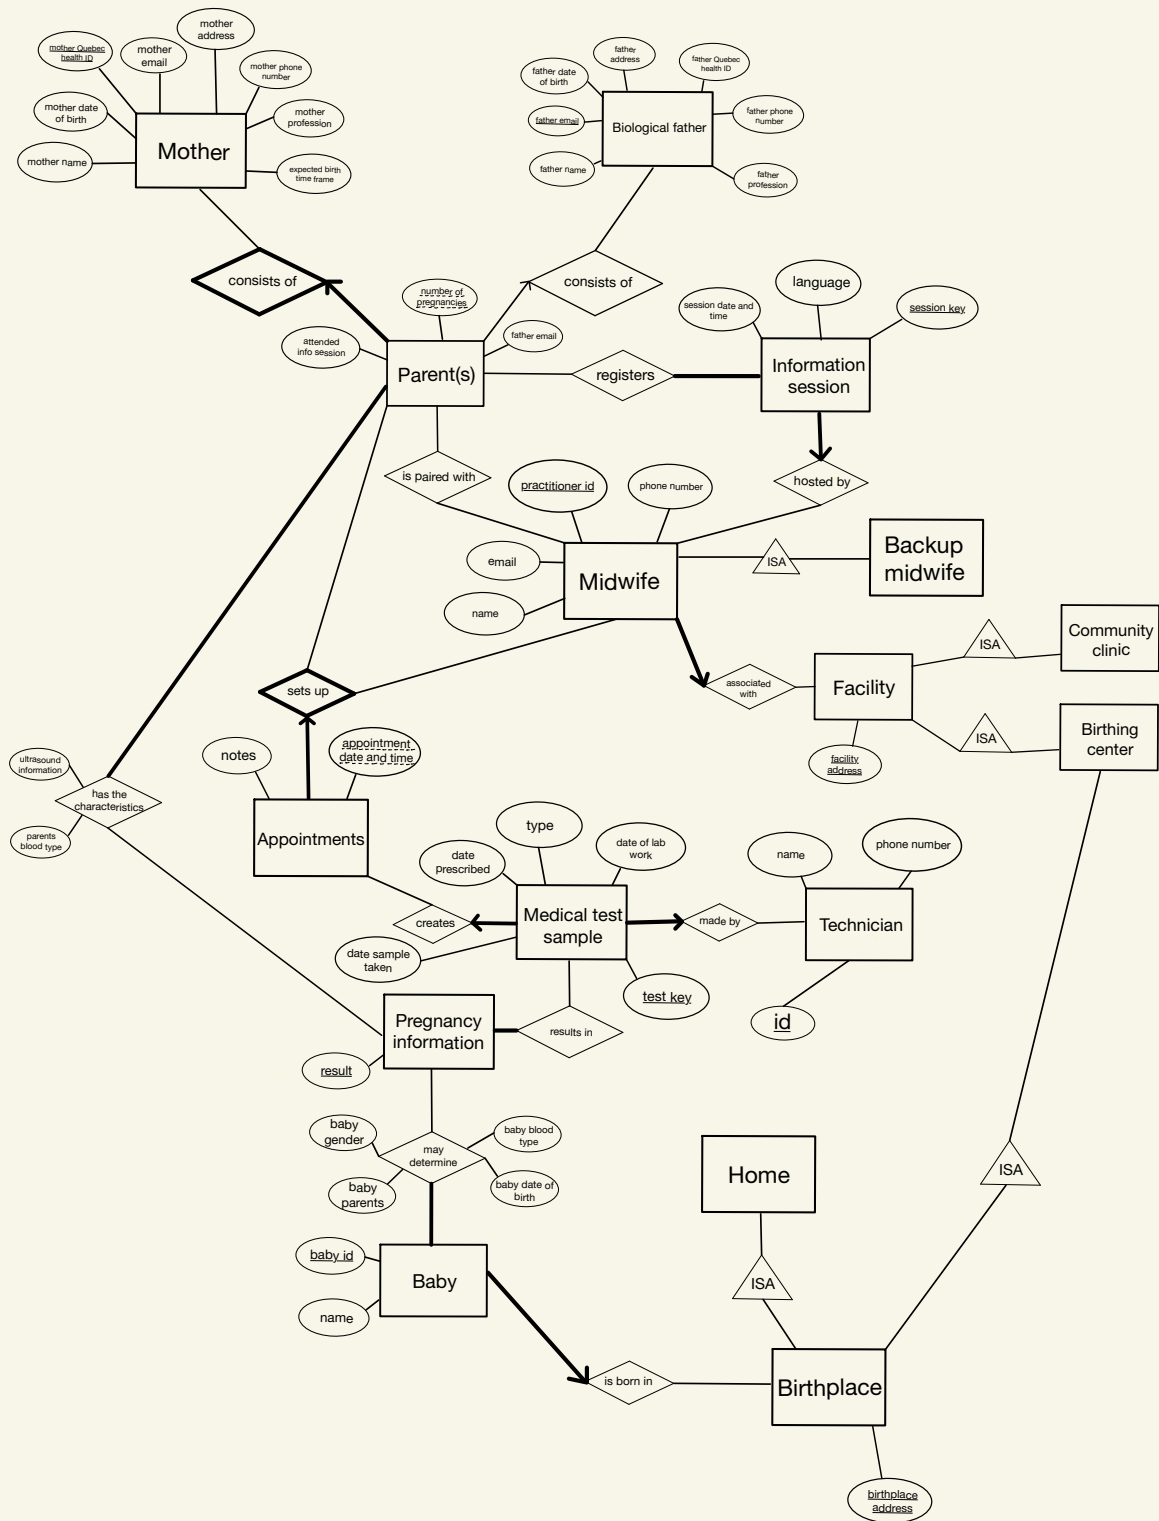 mother
address
mother Quebec
health ID
mother
email
mother phone
number
mother date
of birth
mother
profession
mother name
expected birth
time frame
Mother
father
address
father Quebec
health ID
father date
of birth
father email
father phone
number
father name
father
profession
Biological father
consists of
consists of
number of
pregnancies
attended
info session
father email
Parent(s)
registers
session date and
time
language
session key
Information
session
is paired with
practitioner id
phone number
hosted by
email
name
Midwife
ISA
Backup
midwife
sets up
associated
with
Facility
facility
address
ISA
Community
clinic
ISA
Birthing
center
ultrasound
information
parents
blood type
has the
characteristics
notes
appointment
date and time
Appointments
date
prescribed
type
date of lab
work
creates
date sample
taken
Medical test
sample
test key
made by
name
phone number
Technician
id
Pregnancy
information
result
results in
baby
gender
baby blood
type
may
determine
baby
parents
baby date of
birth
Home
ISA
ISA
baby id
name
Baby
is born in
Birthplace
birthplace
address